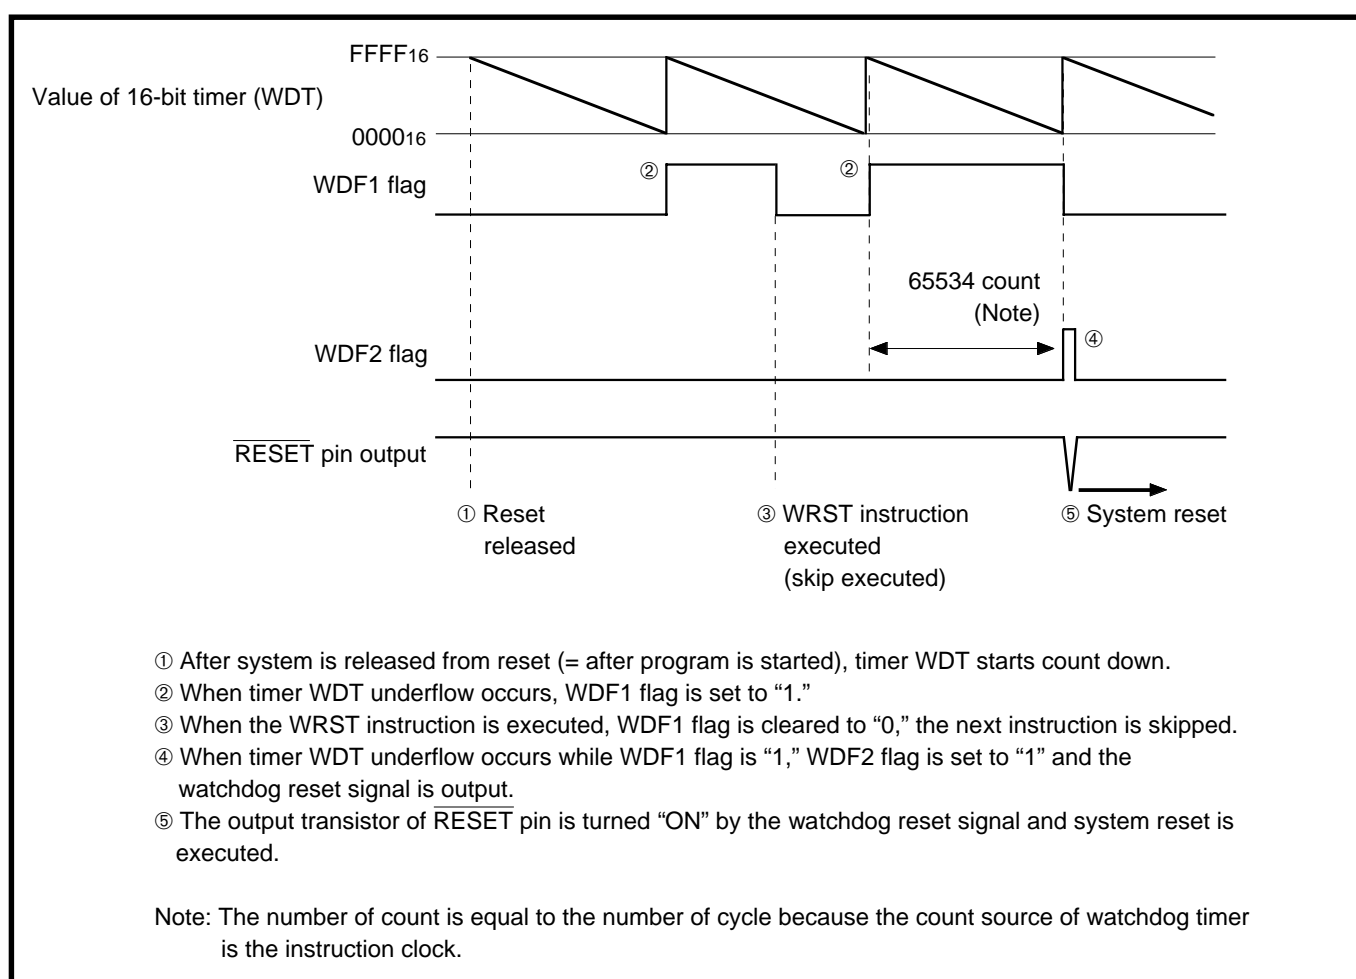 FFFF16
Value of 16-bit timer (WDT)
000016
② ②
WDF1 flag
65534 count
(Note)
④
WDF2 flag
RESET pin output
① Reset
released
③ WRST instruction
executed
(skip executed)
⑤ System reset
① After system is released from reset (= after program is started), timer WDT starts count down.
② When timer WDT underflow occurs, WDF1 flag is set to “1.”
③ When the WRST instruction is executed, WDF1 flag is cleared to “0,” the next instruction is skipped.
④ When timer WDT underflow occurs while WDF1 flag is “1,” WDF2 flag is set to “1” and the
watchdog reset signal is output.
⑤ The output transistor of RESET pin is turned “ON” by the watchdog reset signal and system reset is
executed.
Note: The number of count is equal to the number of cycle because the count source of watchdog timer
is the instruction clock.